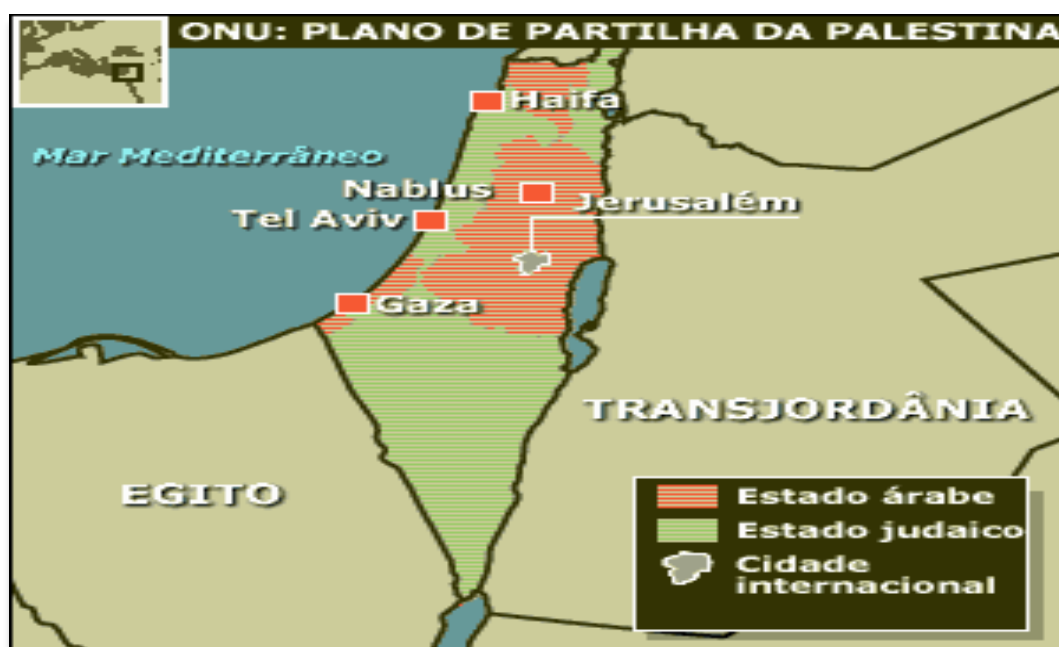 ONU: PLANO DE PARTILHA DA PALESTINA
Haifa
Mar Mediterrâneo
Nablus
Jerusalém
Tel Aviv
Gaza
TRANSJORDÂNIA
EGITO
Estado árabe
Estado judaico
Cidade
internacional